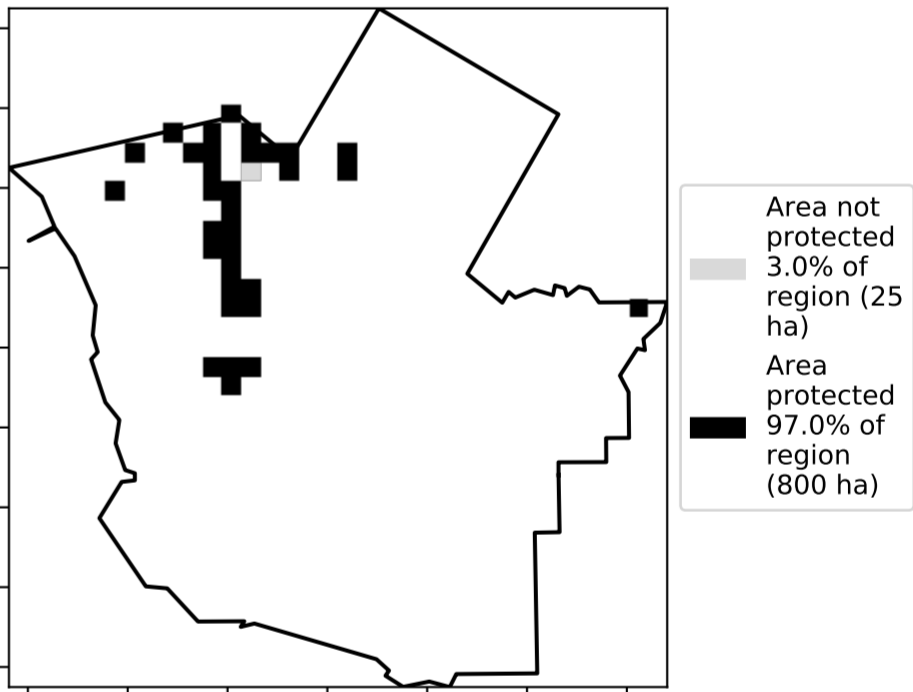 Area not
protected
3.0% of
region (25
ha)
Area
protected
97.0% of
region
(800 ha)